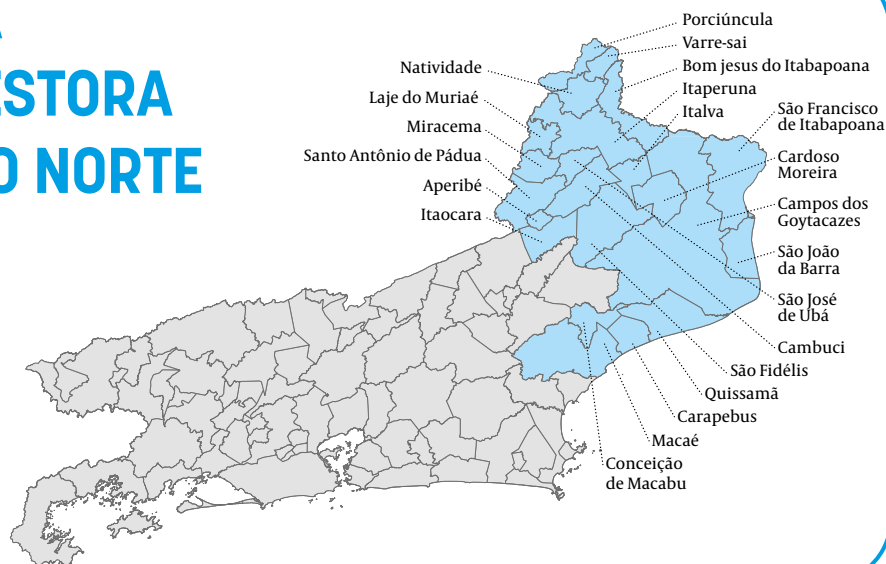 ESTORA
O NORTE
Porciúncula
Varre-sai
Bom jesus do Itabapoana
Itaperuna
Italva
São Francisco
de Itabapoana
Cardoso
Moreira
Campos dos
Goytacazes
São João
da Barra
São José
de Ubá
Cambuci
São Fidélis
Quissamã
Carapebus
Macaé
Conceição
de Macabu
Natividade
Laje do Muriaé
Miracema
Santo Antônio de Pádua
Aperibé
Itaocara